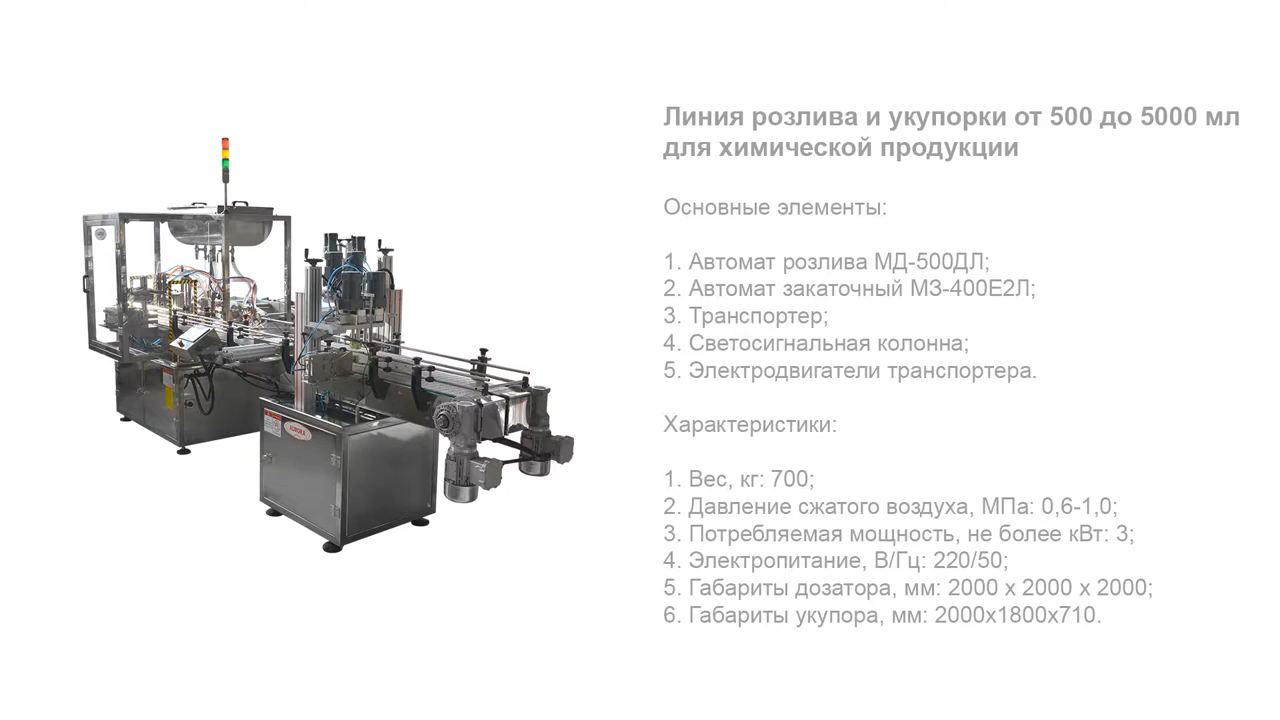 Линия розлива и укупорки от 500 до 5000 мл
для химической продукции
Основные элементы:
1. Автомат розлива МД-500ДЛ;
2. Автомат закаточный МЗ-400Е2Л;
3. Транспортер;
4. Светосигнальная колонна;
5. Электродвигатели транспортера.
Характеристики:
1. Вес, кг: 700;
2. Давление сжатого воздуха, МПа: 0,6-1,0;
3. Потребляемая мощность, не более кВт: 3;
4. Электропитание, В/Гц: 220/50;
5. Габариты дозатора, мм: 2000 х 2000 х 2000;
6. Габариты укупора, мм: 2000х1800х710.
AURORA